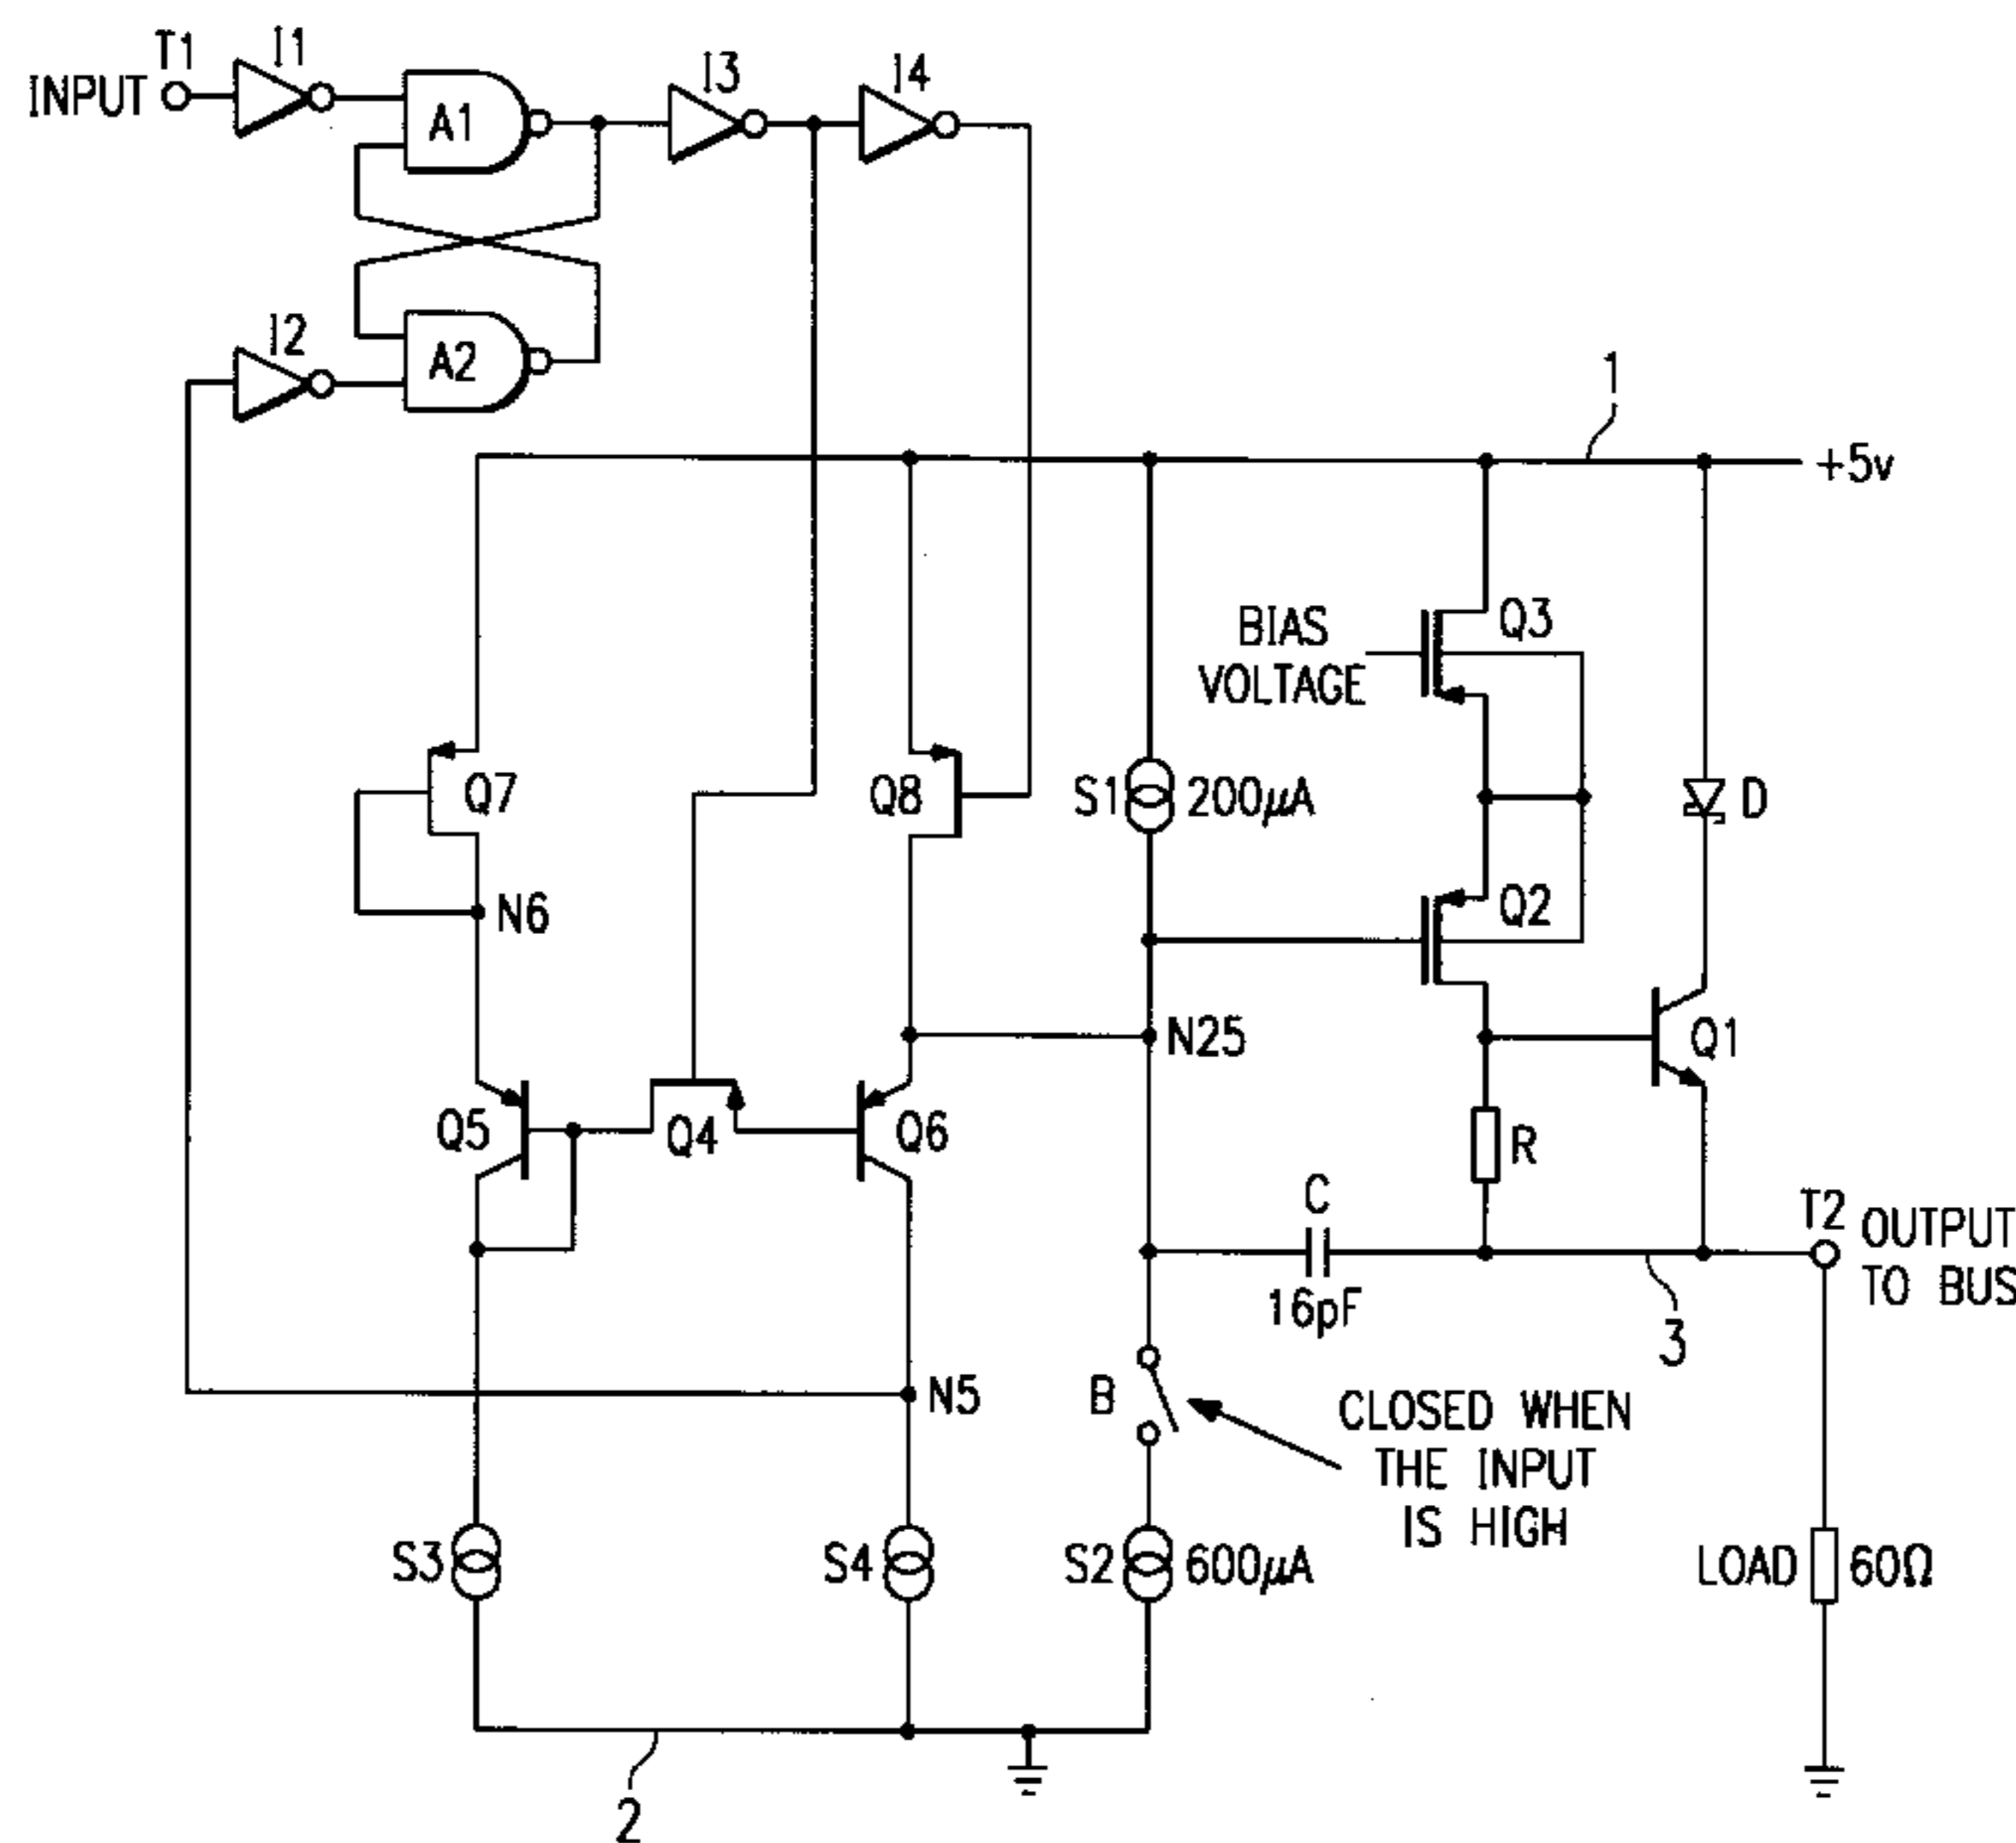 T1
I1
INPUT
A1
I3
I4
I2
A2
1
+5v
BIAS
VOLTAGE
Q3
Q7
Q8
S1
200µA
D
N6
Q2
N25
Q1
Q5
Q4
Q6
R
C
16pF
T2
OUTPUT
TO BUS
3
N5
B
CLOSED WHEN
THE INPUT
IS HIGH
S3
S4
S2
600µA
LOAD
60Ω
2